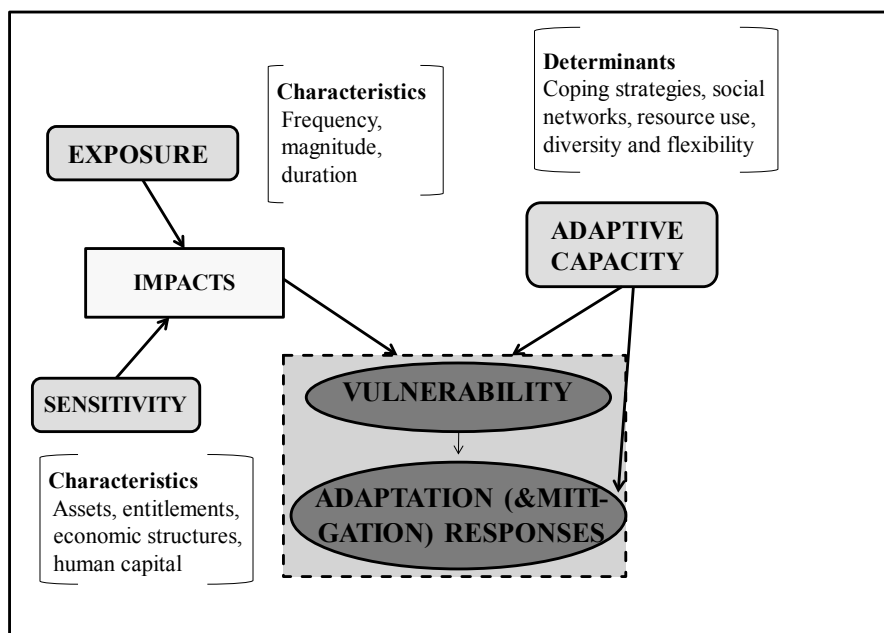 Determinants
Coping strategies, social
networks, resource use,
diversity and flexibility
Characteristics
Frequency,
magnitude,
duration
EXPOSURE
ADAPTIVE
CAPACITY
IMPACTS
SENSITIVITY
VULNERABILITY
Characteristics
Assets, entitlements,
economic structures,
human capital
ADAPTATION (&MITI-
GATION) RESPONSES